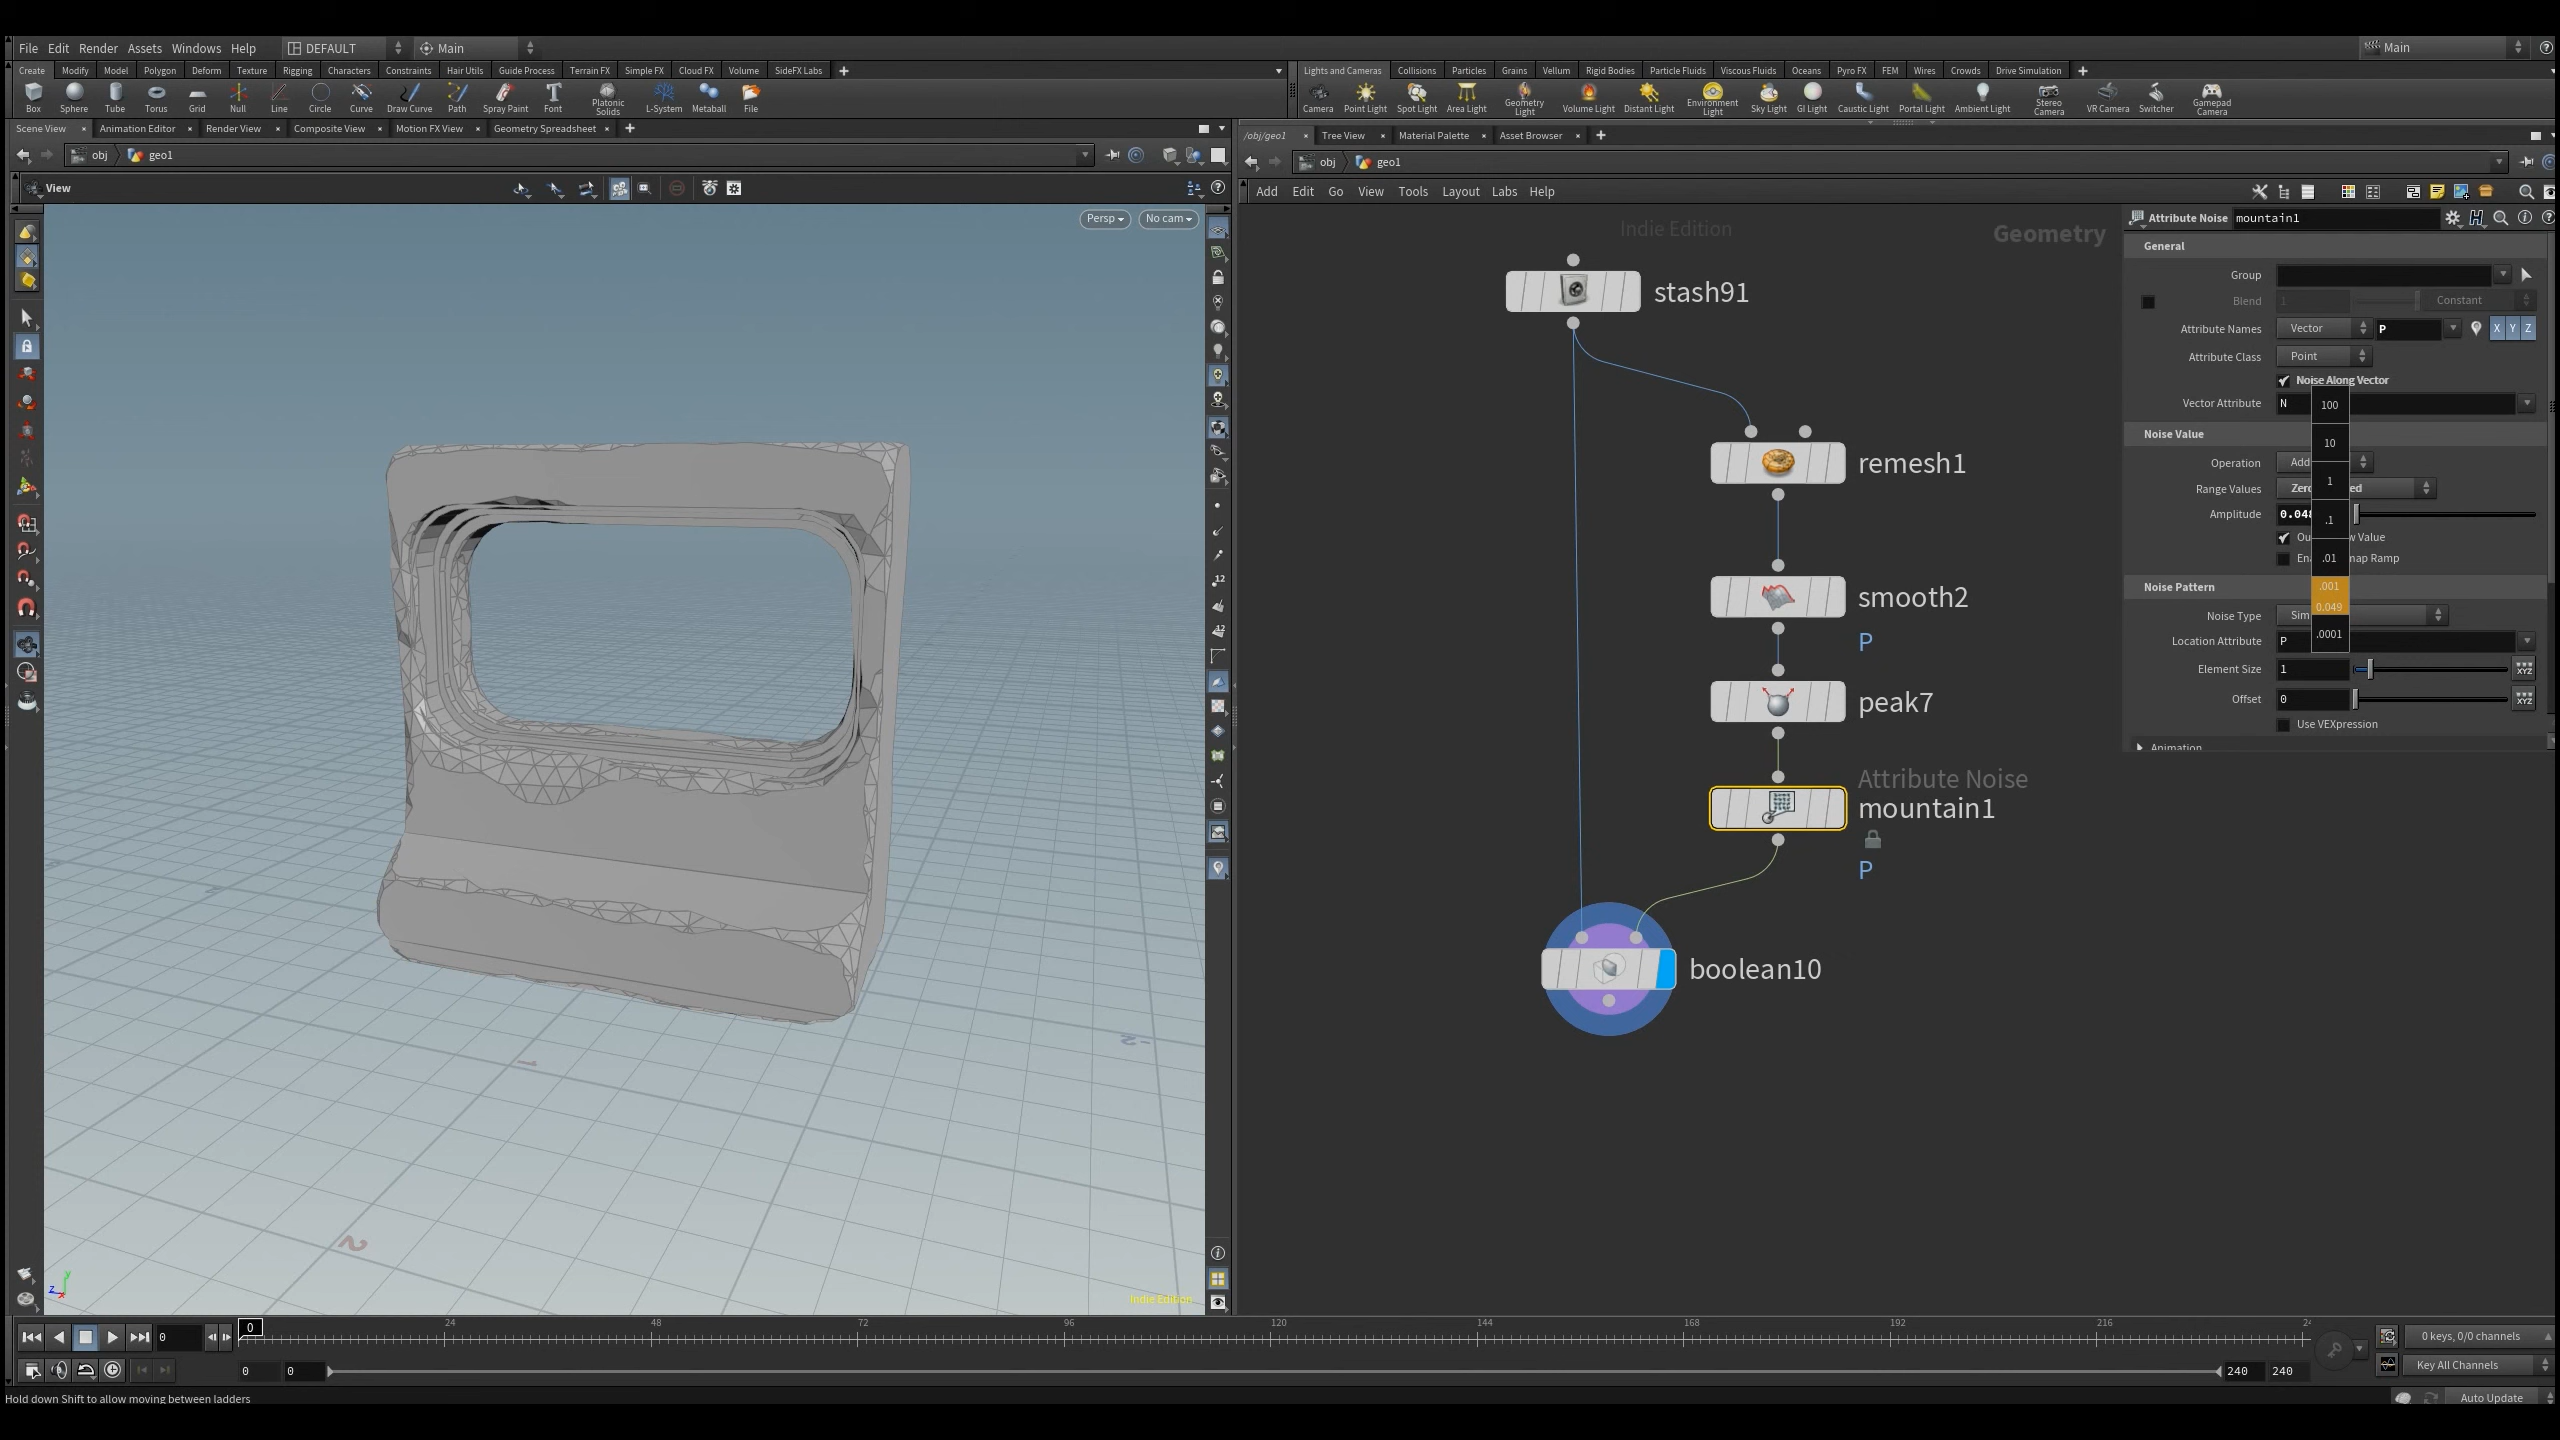 File Edit Render Assets Windows Help DEFAULT Main Main
Create Modify Model Polygon Deform Texture Rigging Characters Constraints Hair Utils Guide Process Terrain FX Simple FX Cloud FX Volume SideFX Labs
Lights and Cameras Collisions Particles Grains Vellum Rigid Bodies Particle Fluids Viscous Fluids Oceans Pyro FX FEM Wires Crowds Drive Simulation
Box Sphere Tube Torus Grid Null Line Circle Curve Draw Curve Path Spray Paint Font Platonic Solids L-System Metaball File
Camera Point Light Spot Light Area Light Geometry Light Volume Light Distant Light Environment Light Sky Light GI Light Caustic Light Portal Light Ambient Light Stereo Camera VR Camera Switcher Gamepad Camera
Scene View Animation Editor Render View Composite View Motion FX View Geometry Spreadsheet
/obj/geo1 Tree View Material Palette Asset Browser
obj geo1
obj geo1
View
Add Edit Go View Tools Layout Labs Help
Persp No cam
Indie Edition
Geometry
stash91
remesh1
smooth2
P
peak7
Attribute Noise
mountain1
P
boolean10
Attribute Noise mountain1
General
Group
Blend 1 Constant
Attribute Names Vector P X Y Z
Attribute Class Point
Noise Along Vector
Vector Attribute N
Noise Value
Operation Add
Range Values
Amplitude
Noise Pattern
Noise Type
Location Attribute P
Element Size 1
Offset 0
Use VEXpression
Animation
100
10
1
.1
.01
.001
0.049
.0001
12
12
1
2
-2
y
z
x
Indie Edition
0 0 24 48 72 96 120 144 168 192 216
0 keys, 0/0 channels
0 0 240 240
Key All Channels
Hold down Shift to allow moving between ladders
Auto Update